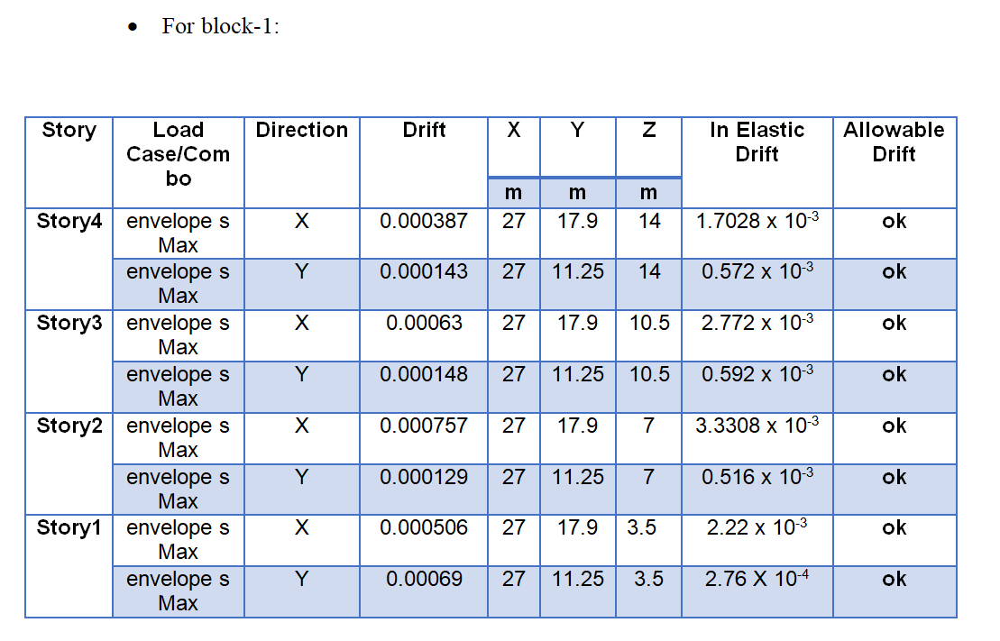 • For block-1:
Story Load Direction Drift X Y Z In Elastic Allowable
Case/Com Drift Drift
bo
m m m
Story4 envelope s X 0.000387 27 17.9 14 1.7028 x 10-3 ok
Max
envelope s Y 0.000143 27 11.25 14 0.572 x 10-3 ok
Max
Story3 envelope s X 0.00063 27 17.9 10.5 2.772 x 10-3 ok
Max
envelope s Y 0.000148 27 11.25 10.5 0.592 x 10-3 ok
Max
Story2 envelope s X 0.000757 27 17.9 7 3.3308 x 10-3 ok
Max
envelope s Y 0.000129 27 11.25 7 0.516 x 10-3 ok
Max
Story1 envelope s X 0.000506 27 17.9 3.5 2.22 x 10-3 ok
Max
envelope s Y 0.00069 27 11.25 3.5 2.76 X 10-4 ok
Max